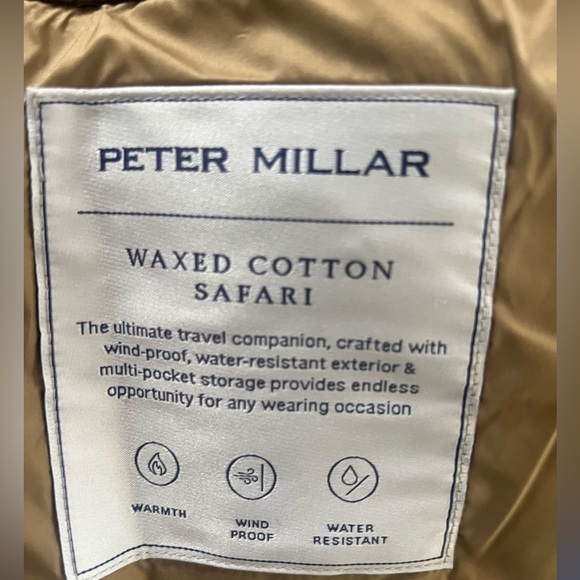 PETER MILLAR
WAXED COTTON
SAFARI
The ultimate travel companion, crafted with
wind-proof, water-resistant exterior &
multi-pocket storage provides endless
opportunity for any wearing occasion
WARMTH
WIND
PROOF
WATER
RESISTANT